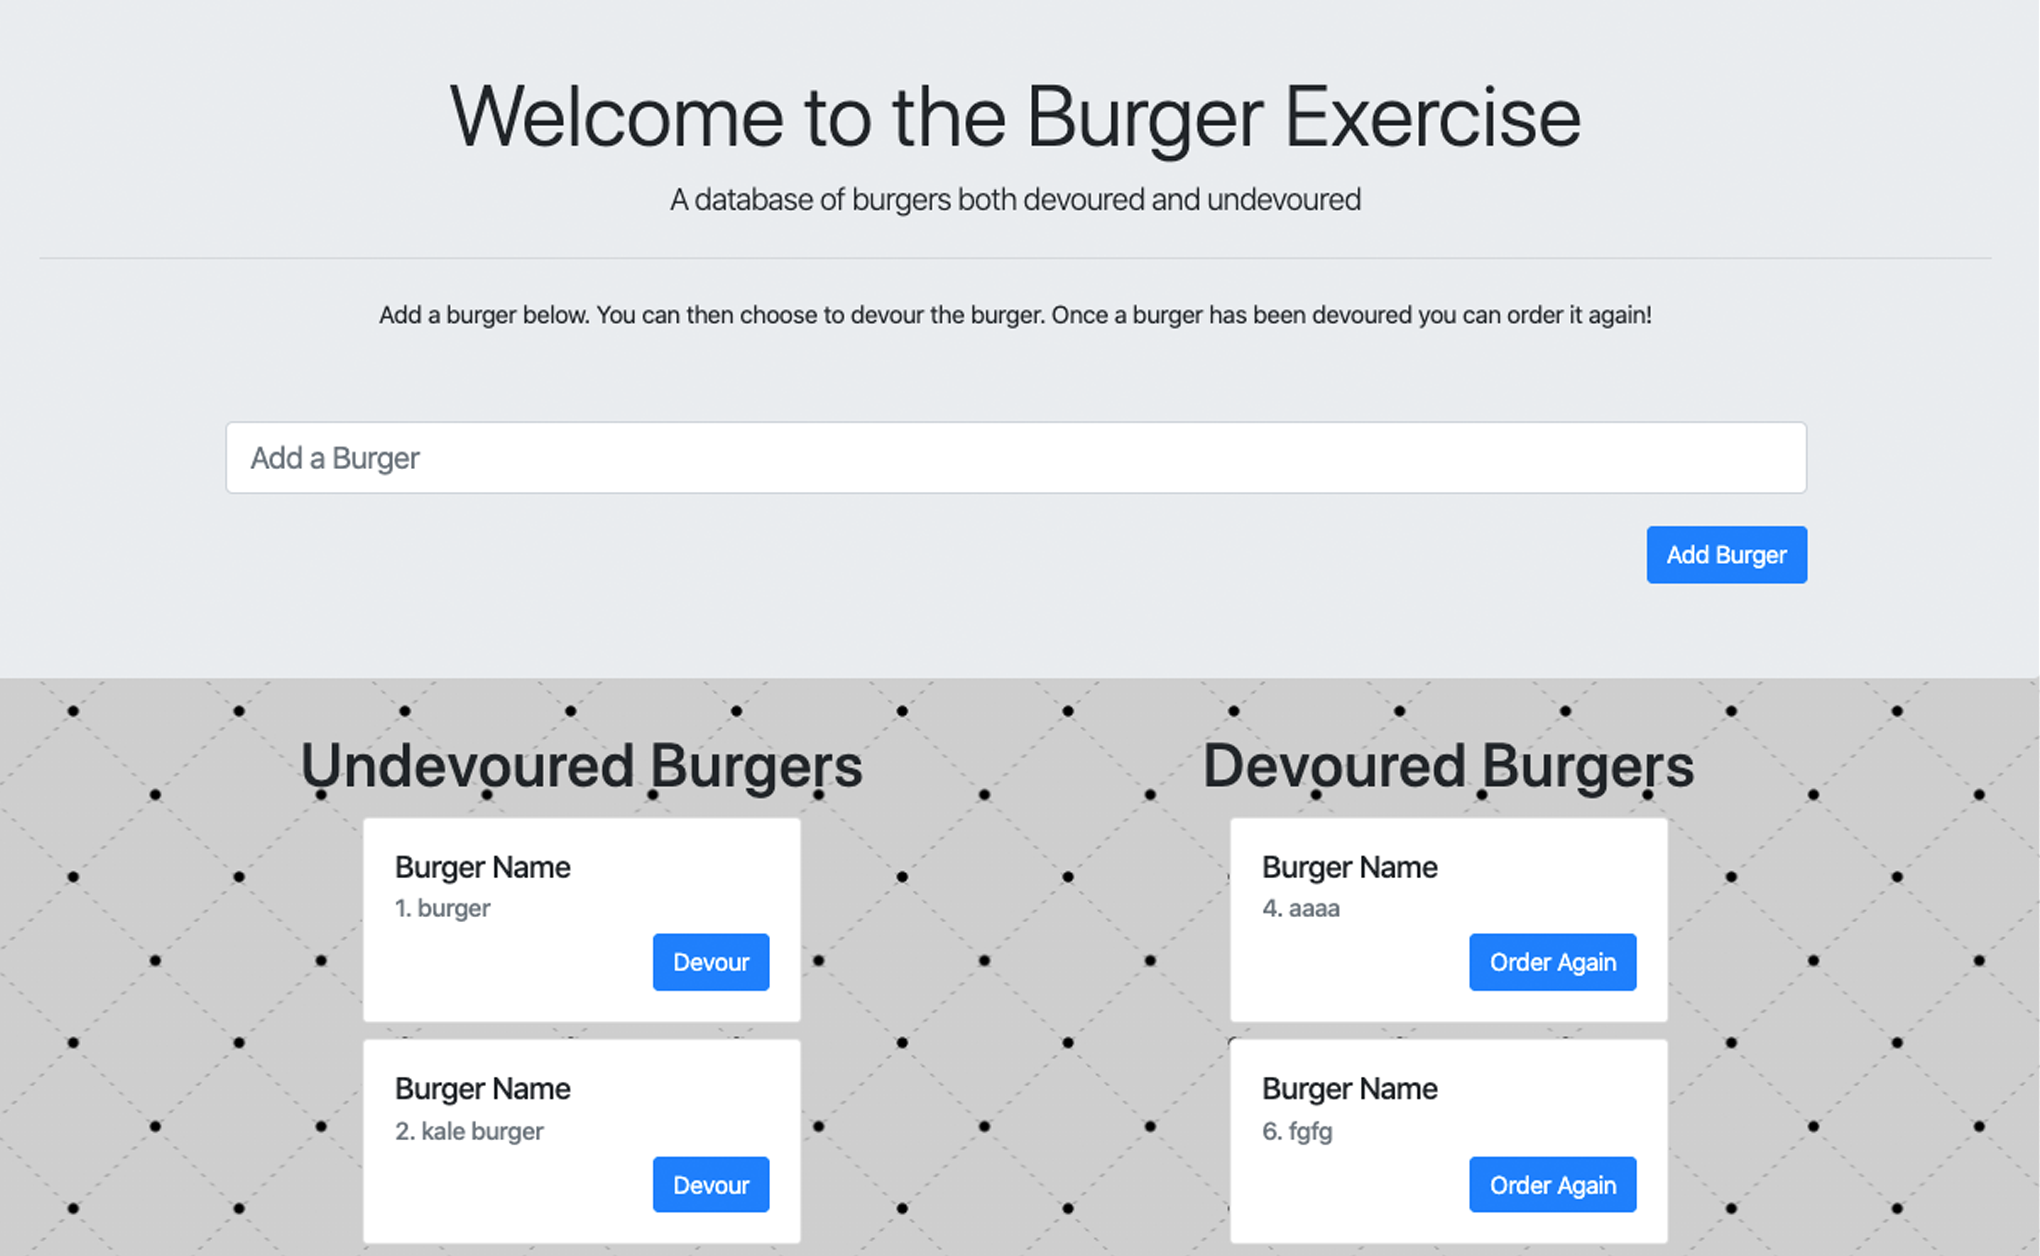 Welcome to the Burger Exercise
A database of burgers both devoured and undevoured
Add a burger below. You can then choose to devour the burger. Once a burger has been devoured you can order it again!
Add a Burger
Add Burger
Undevoured Burgers
Burger Name
1. burger
Devour
Burger Name
2. kale burger
Devour
Devoured Burgers
Burger Name
4. aaaa
Order Again
Burger Name
6. fgfg
Order Again